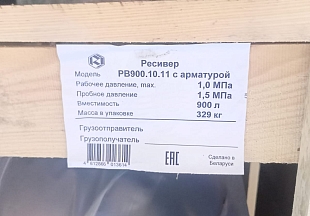 Ресивер
Модель РВ900.10.11 с арматурой
Рабочее давление, max. 1,0 МПа
Пробное давление 1,5 МПа
Вместимость 900 л
Масса в упаковке 329 кг
Грузоотправитель
Грузополучатель
ЕАС
Сделано в
Беларуси